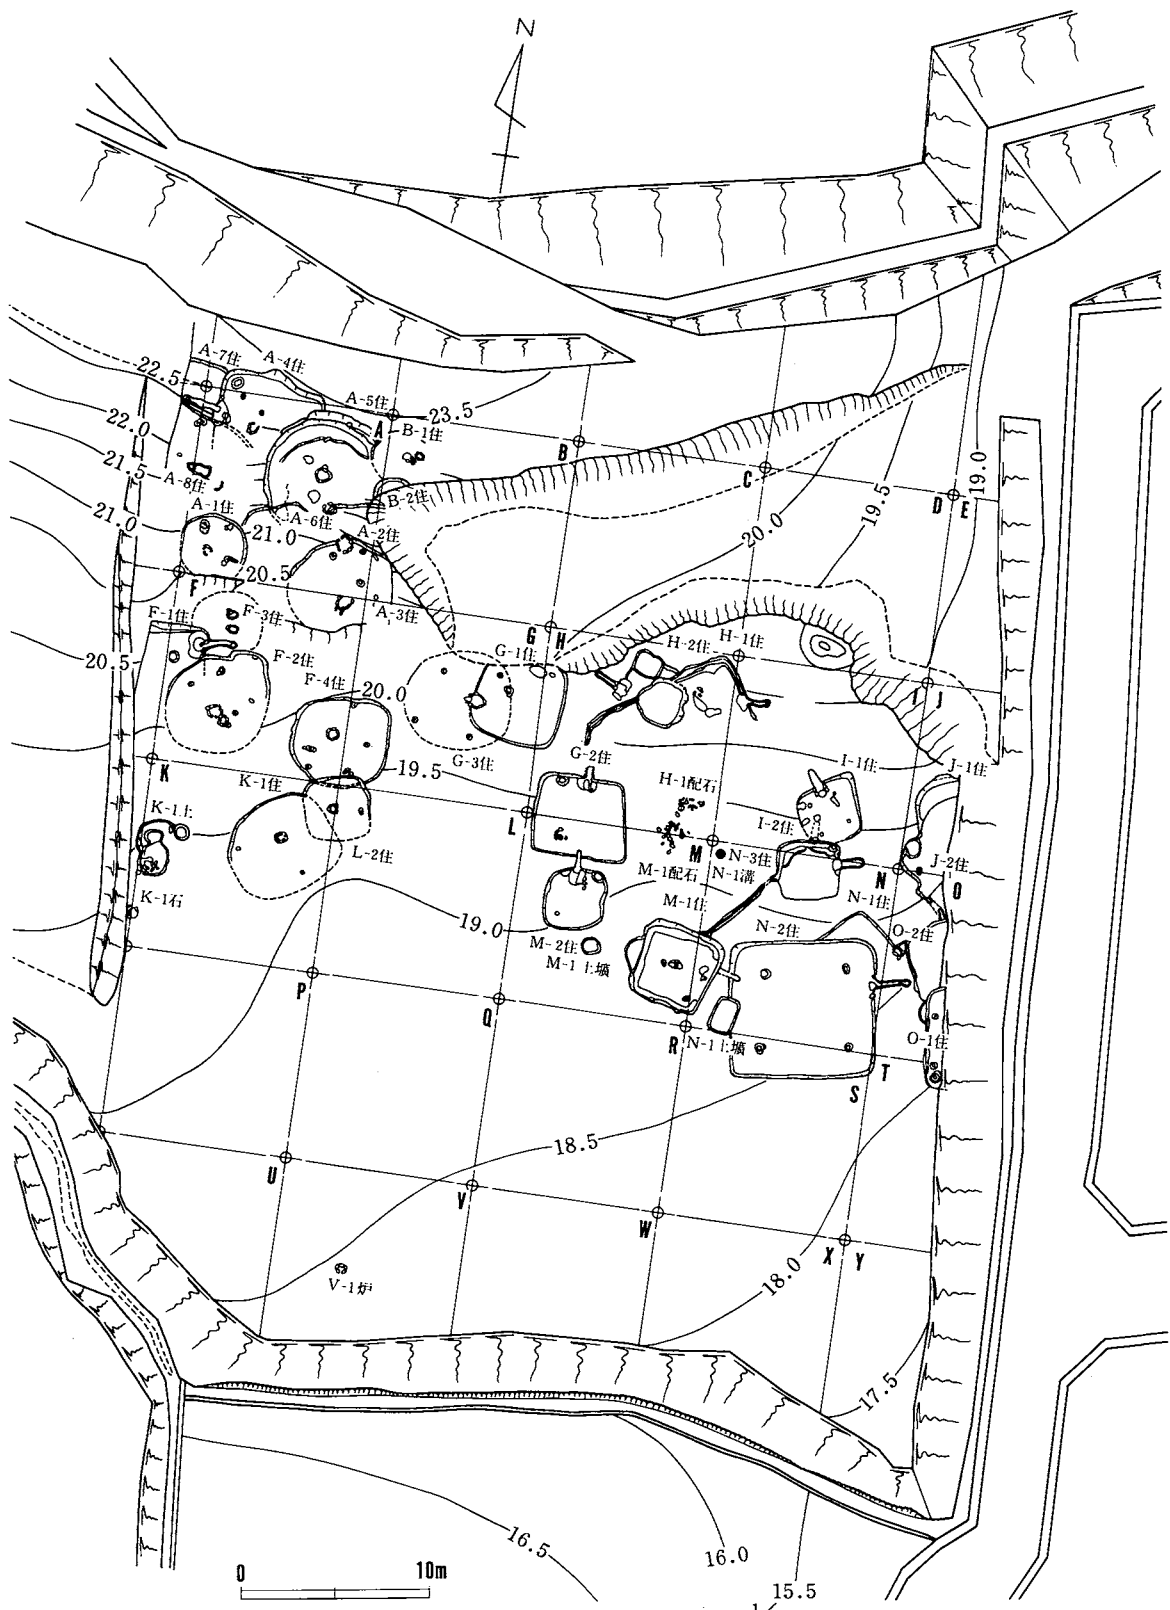 N
A-7住
A-4住
22.5
A-5住
23.5
22.0
A
B-1住
B
21.5
A-8住
C
B-2住
A-1住
19.0
21.0
A-6住
D E
19.5
21.0
A-2住
20.0
20.5
F
F-1住
F-3住
A-3住
G H
H-1住
H-2住
G-1住
20.5
F-2住
F-4住
20.0
I J
G-3住
G-2住
K
19.5
I-1住
J-1住
K-1住
H-1配石
K-1土
L
I-2住
M
N-3住
L-2住
N-1溝
N
J-2住
O
M-1配石
K-1石
M-1住
N-1住
19.0
N-2住
O-2住
M-2住
M-1土壙
P
Q
R
N-1土壙
O-1住
T
S
18.5
U
V
W
X Y
18.0
V-1炉
17.5
16.5
16.0
0 10m
15.5